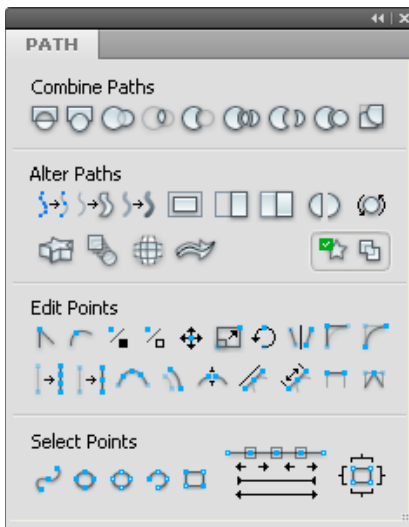 PATH
Combine Paths
Alter Paths
Edit Points
Select Points